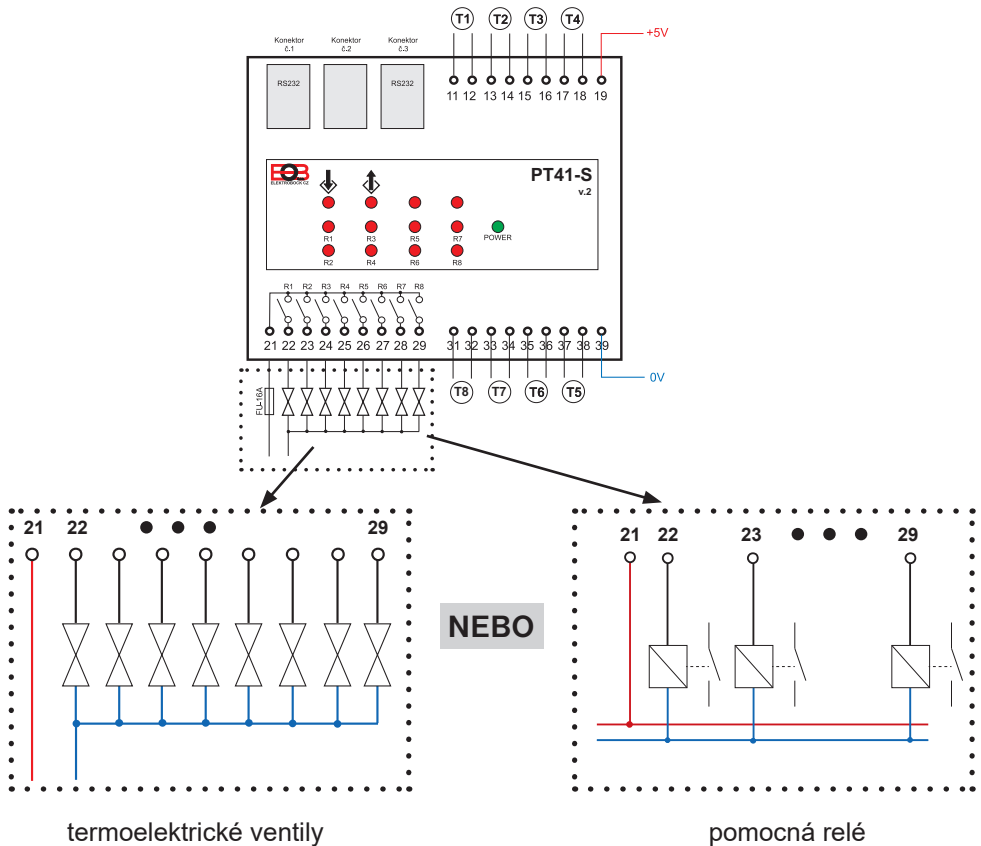 T1 T2 T3 T4
+5V
Konektor č.1
Konektor č.2
Konektor č.3
RS232 RS232
11 12 13 14 15 16 17 18 19
EOB
ELEKTROBOCK CZ
PT41-S
v.2
R1 R3 R5 R7 POWER
R2 R4 R6 R8
R1 R2 R3 R4 R5 R6 R7 R8
21 22 23 24 25 26 27 28 29
31 32 33 34 35 36 37 38 39
0V
T8 T7 T6 T5
FU-16A
21 22 29
NEBO
21 22 23 29
termoelektrické ventily
pomocná relé